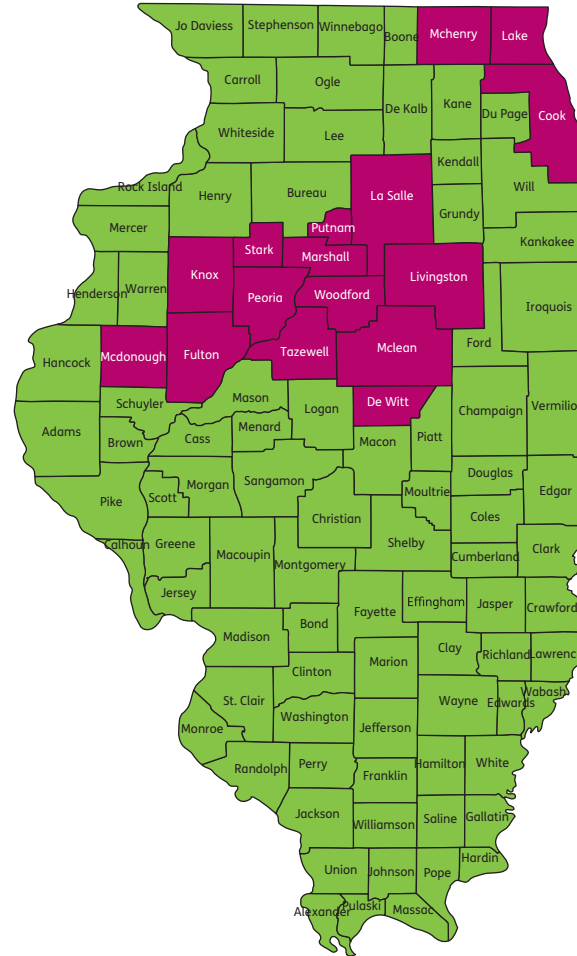 Jo Daviess
Stephenson
Winnebago
Boone
Mchenry
Lake
Carroll
Ogle
De Kalb
Kane
Du Page
Cook
Whiteside
Lee
Kendall
Will
Rock Island
Henry
Bureau
La Salle
Grundy
Mercer
Putnam
Kankakee
Stark
Marshall
Knox
Peoria
Woodford
Livingston
Henderson
Warren
Iroquois
Hancock
Mcdonough
Fulton
Tazewell
Mclean
Ford
Schuyler
Mason
Logan
De Witt
Champaign
Vermilio
Adams
Brown
Cass
Menard
Macon
Piatt
Pike
Scott
Morgan
Sangamon
Moultrie
Douglas
Edgar
Christian
Coles
Calhoun
Greene
Macoupin
Montgomery
Shelby
Cumberland
Clark
Jersey
Fayette
Effingham
Jasper
Crawford
Madison
Bond
Marion
Clay
Richland
Lawrenc
Clinton
St. Clair
Wayne
Edwards
Wabash
Monroe
Washington
Jefferson
Randolph
Perry
Franklin
Hamilton
White
Jackson
Williamson
Saline
Gallatin
Union
Johnson
Pope
Hardin
Alexander
Pulaski
Massac